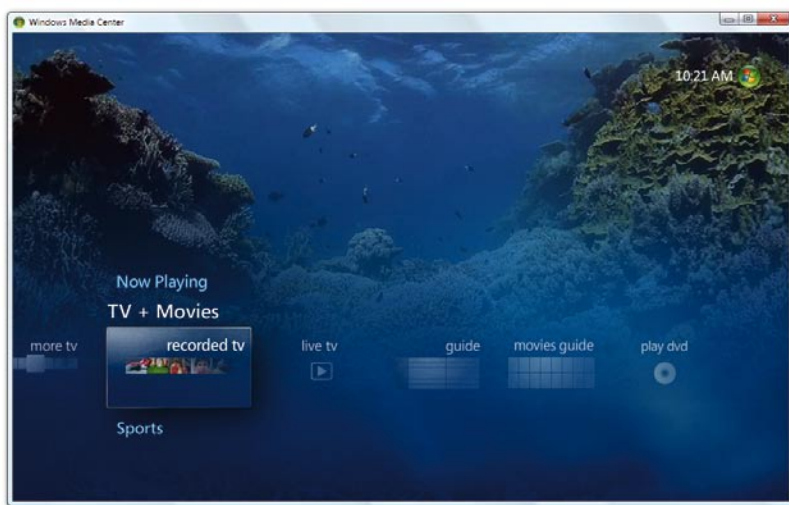 Windows Media Center
10:21 AM
Now Playing
TV + Movies
more tv
recorded tv
live tv
guide
movies guide
play dvd
Sports